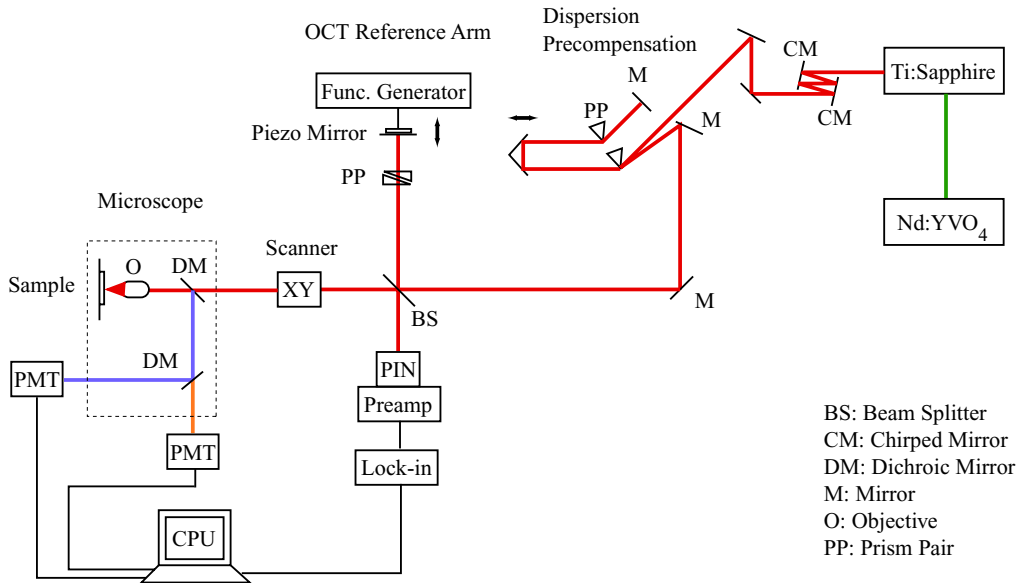 OCT Reference Arm
Dispersion
Precompensation
CM
Ti:Sapphire
M
Func. Generator
PP
CM
M
Piezo Mirror
PP
Microscope
Nd:YVO4
Scanner
DM
O
Sample
XY
M
BS
DM
PIN
PMT
Preamp
PMT
Lock-in
CPU
BS: Beam Splitter
CM: Chirped Mirror
DM: Dichroic Mirror
M: Mirror
O: Objective
PP: Prism Pair